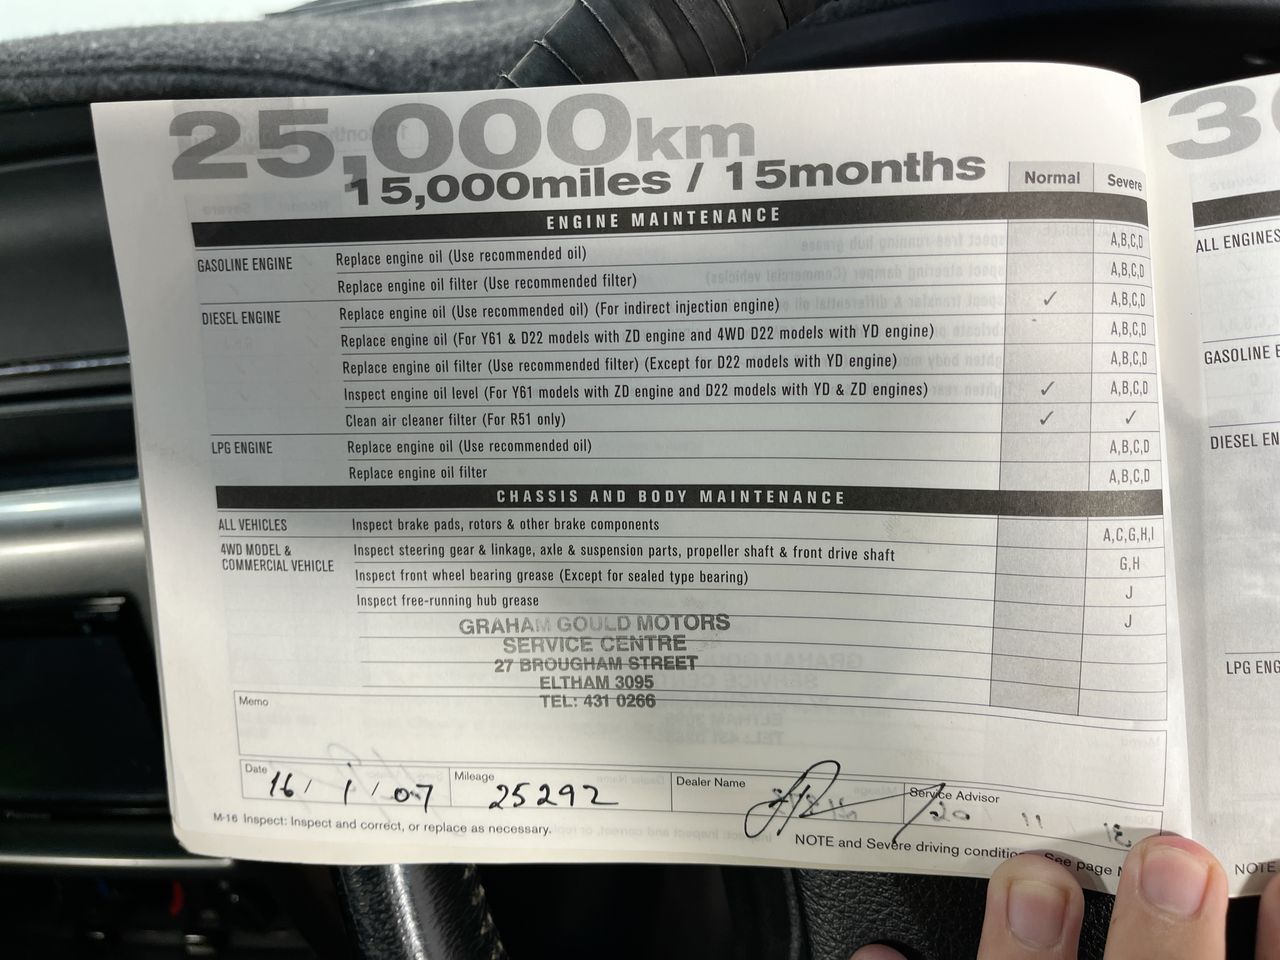 25,000km
15,000miles / 15months
Normal Severe
ENGINE MAINTENANCE
GASOLINE ENGINE Replace engine oil (Use recommended oil) A,B,C,D
Replace engine oil filter (Use recommended filter) A,B,C,D
DIESEL ENGINE Replace engine oil (Use recommended oil) (For indirect injection engine) ✓ A,B,C,D
Replace engine oil (For Y61 & D22 models with ZD engine and 4WD D22 models with YD engine) A,B,C,D
Replace engine oil filter (Use recommended filter) (Except for D22 models with YD engine) A,B,C,D
Inspect engine oil level (For Y61 models with ZD engine and D22 models with YD & ZD engines) ✓ A,B,C,D
Clean air cleaner filter (For R51 only) ✓ ✓
LPG ENGINE Replace engine oil (Use recommended oil) A,B,C,D
Replace engine oil filter A,B,C,D
CHASSIS AND BODY MAINTENANCE
ALL VEHICLES Inspect brake pads, rotors & other brake components A,C,G,H,I
4WD MODEL & Inspect steering gear & linkage, axle & suspension parts, propeller shaft & front drive shaft G,H
COMMERCIAL VEHICLE Inspect front wheel bearing grease (Except for sealed type bearing) J
Inspect free-running hub grease J
GRAHAM GOULD MOTORS
SERVICE CENTRE
27 BROUGHAM STREET
ELTHAM 3095
TEL: 431 0266
Memo
Date 16/1/07 Mileage 25292 Dealer Name Service Advisor
M-16 Inspect: Inspect and correct, or replace as necessary.
NOTE and Severe driving See page
ALL ENGINES
GASOLINE
DIESEL
LPG
NOTE